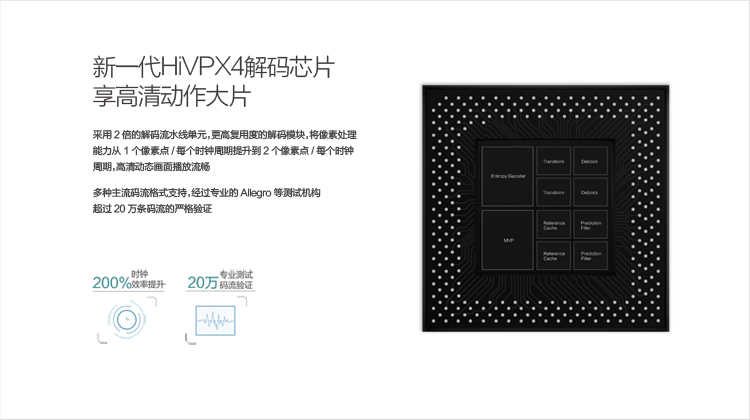 新一代HiVPX4解码芯片
享高清动作大片
采用 2 倍的解码流水线单元,更高复用度的解码模块,将像素处理
能力从 1 个像素点 / 每个时钟周期提升到 2 个像素点 / 每个时钟
周期,高清动态画面播放流畅
多种主流码流格式支持,经过专业的 Allegro 等测试机构
超过 20 万条码流的严格验证
200%时钟
效率提升
20万专业测试
码流验证
Entropy Decoder
Transform
Deblock
Transform
Deblock
MVP
Reference
Cache
Prediction
Filter
Reference
Cache
Prediction
Filter